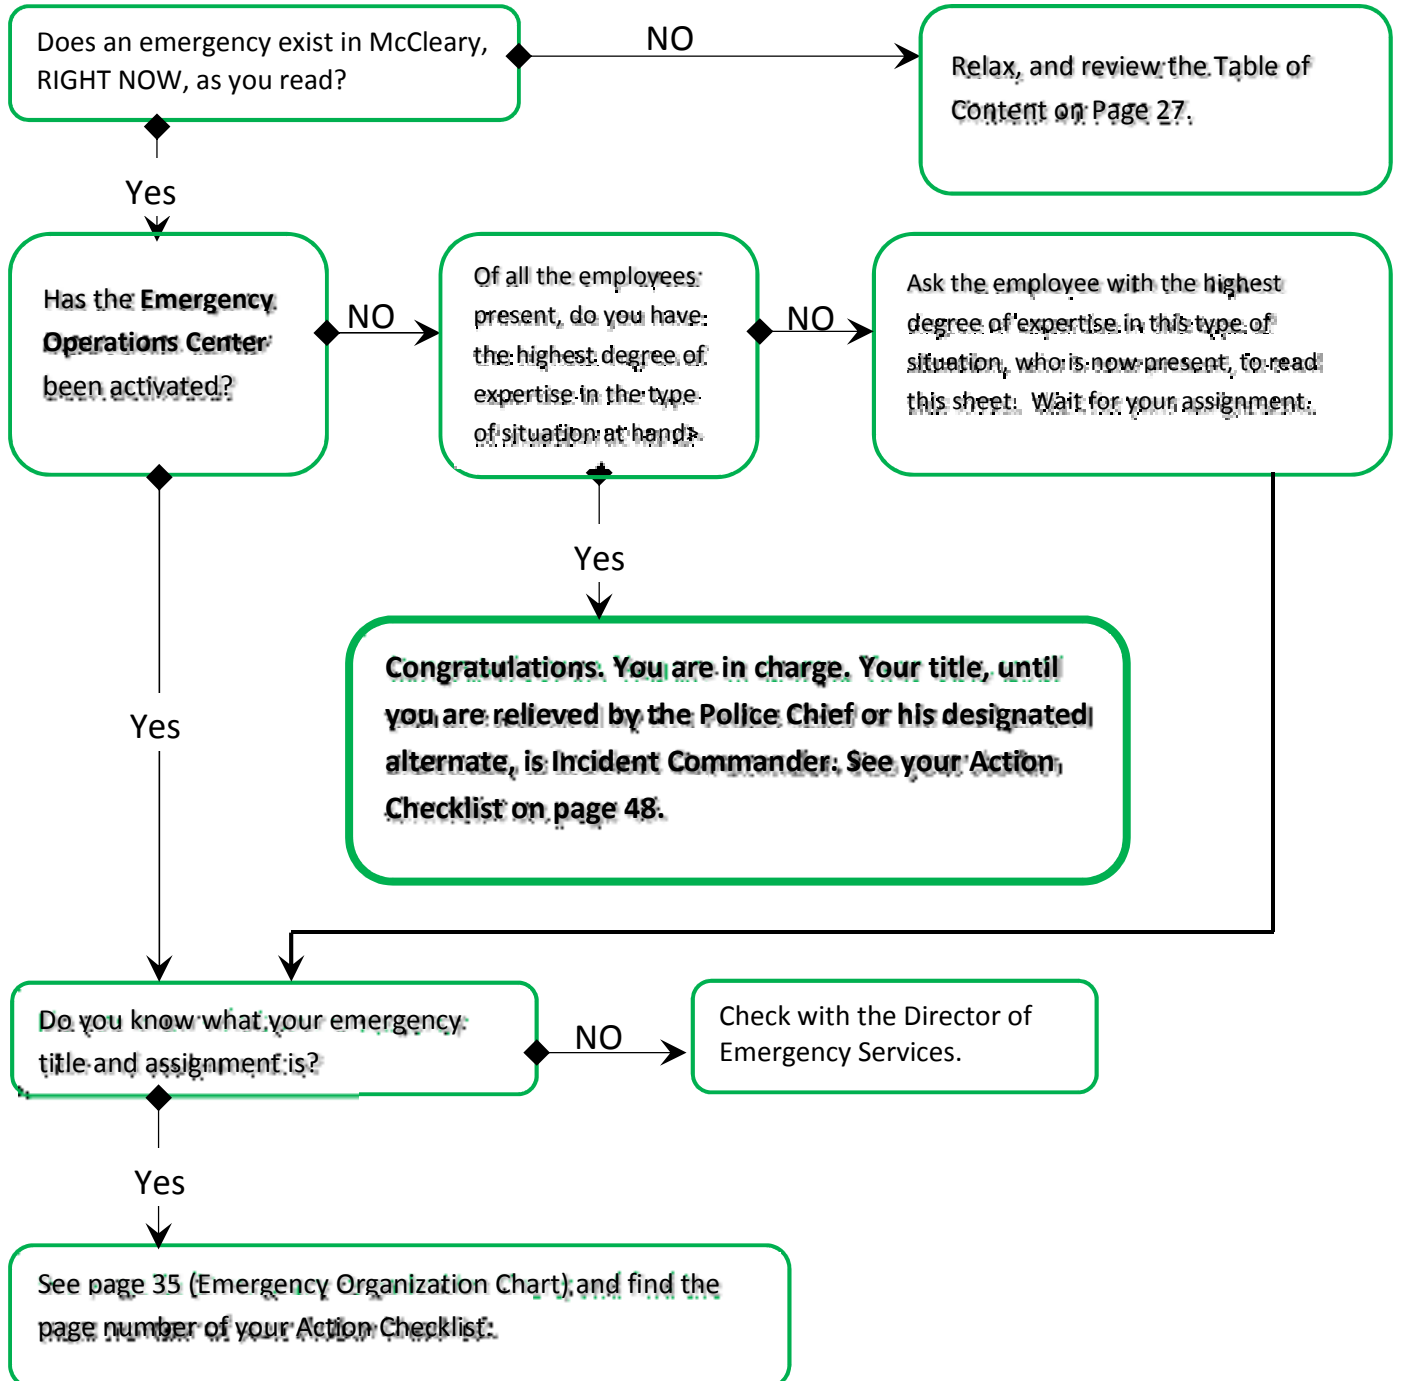 Does an emergency exist in McCleary,
RIGHT NOW, as you read?
NO
Relax, and review the Table of
Content on Page 27.
Yes
Has the Emergency
Operations Center
been activated?
NO
Of all the employees
present, do you have
the highest degree of
expertise in the type
of situation at hand?
NO
Ask the employee with the highest
degree of expertise in this type of
situation, who is now present, to read
this sheet. Wait for your assignment.
Yes
Congratulations. You are in charge. Your title, until
you are relieved by the Police Chief or his designated
alternate, is Incident Commander. See your Action
Checklist on page 48.
Yes
Do you know what your emergency
title and assignment is?
NO
Check with the Director of
Emergency Services.
Yes
See page 35 (Emergency Organization Chart) and find the
page number of your Action Checklist.